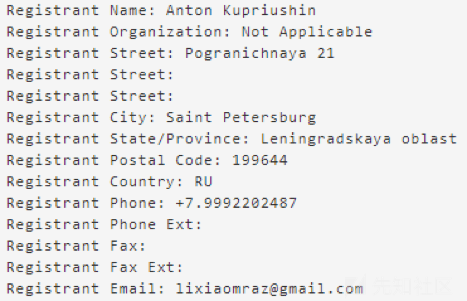 Registrant Name: Anton Kupriushin
Registrant Organization: Not Applicable
Registrant Street: Pogranichnaya 21
Registrant Street:
Registrant Street:
Registrant City: Saint Petersburg
Registrant State/Province: Leningradskaya oblast
Registrant Postal Code: 199644
Registrant Country: RU
Registrant Phone: +7.9992202487
Registrant Phone Ext:
Registrant Fax:
Registrant Fax Ext:
Registrant Email: lixiaomraz@gmail.com